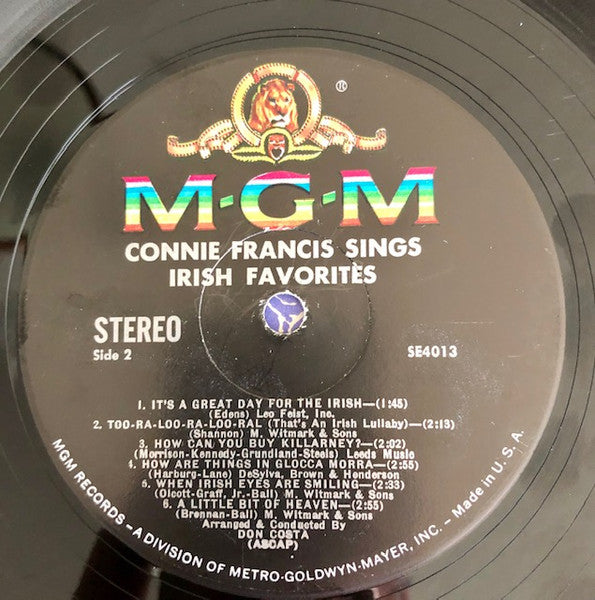 ®
M-G-M
CONNIE FRANCIS SINGS
IRISH FAVORITES
STEREO
Side 2
SE4013
1. IT'S A GREAT DAY FOR THE IRISH—(1:45)
(Edens) Leo Feist, Inc.
2. TOO-RA-LOO-RA-LOO-RAL (That's An Irish Lullaby)—(2:13)
(Shannon) M. Witmark & Sons
3. HOW CAN YOU BUY KILLARNEY?—(2:02)
(Morrison-Kennedy-Grundland-Steels) Leeds Music
4. HOW ARE THINGS IN GLOCCA MORRA—(2:55)
(Harburg-Lane) DeSylva, Brown & Henderson
5. WHEN IRISH EYES ARE SMILING—(2:33)
(Olcott-Graff, Jr.-Ball) M. Witmark & Sons
6. A LITTLE BIT OF HEAVEN—(2:55)
(Brennan-Ball) M. Witmark & Sons
Arranged & Conducted By
DON COSTA
(ASCAP)
MGM RECORDS—A DIVISION OF METRO-GOLDWYN-MAYER, INC.—Made in U.S.A.